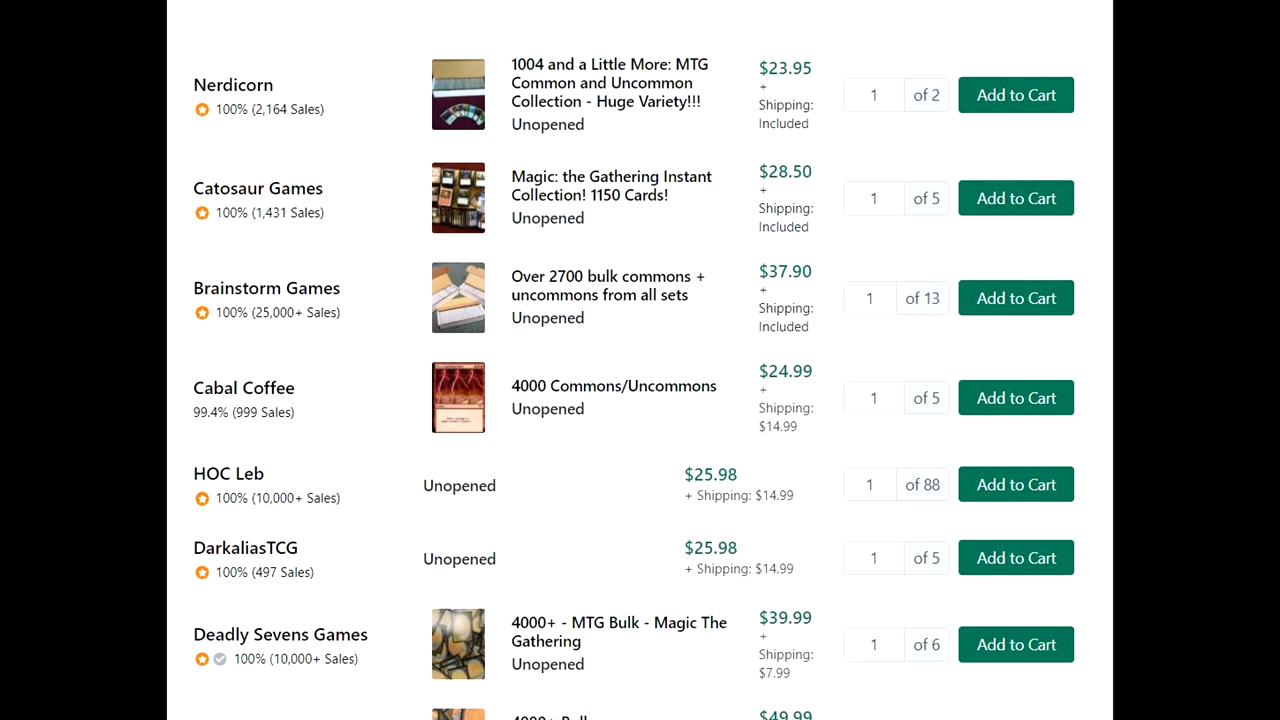 Nerdicorn
100% (2,164 Sales)
1004 and a Little More: MTG
Common and Uncommon
Collection - Huge Variety!!!
Unopened
$23.95
+
Shipping:
Included
1 of 2
Add to Cart
Catosaur Games
100% (1,431 Sales)
Magic: the Gathering Instant
Collection! 1150 Cards!
Unopened
$28.50
+
Shipping:
Included
1 of 5
Add to Cart
Brainstorm Games
100% (25,000+ Sales)
Over 2700 bulk commons +
uncommons from all sets
Unopened
$37.90
+
Shipping:
Included
1 of 13
Add to Cart
Cabal Coffee
99.4% (999 Sales)
4000 Commons/Uncommons
Unopened
$24.99
+
Shipping:
$14.99
1 of 5
Add to Cart
HOC Leb
100% (10,000+ Sales)
Unopened
$25.98
+ Shipping: $14.99
1 of 88
Add to Cart
DarkaliasTCG
100% (497 Sales)
Unopened
$25.98
+ Shipping: $14.99
1 of 5
Add to Cart
Deadly Sevens Games
100% (10,000+ Sales)
4000+ - MTG Bulk - Magic The
Gathering
Unopened
$39.99
+
Shipping:
$7.99
1 of 6
Add to Cart
4000+ Bulk
$49.99